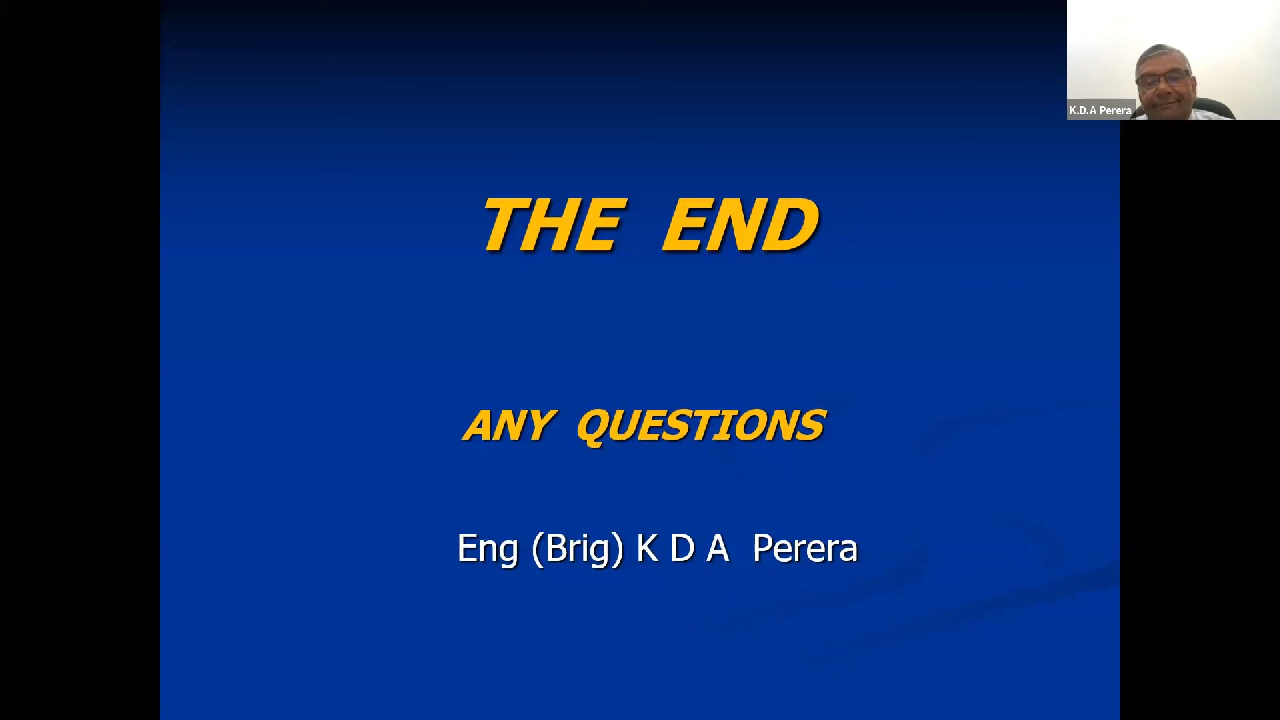 K.D.A Perera
THE END
ANY QUESTIONS
Eng (Brig) K D A Perera